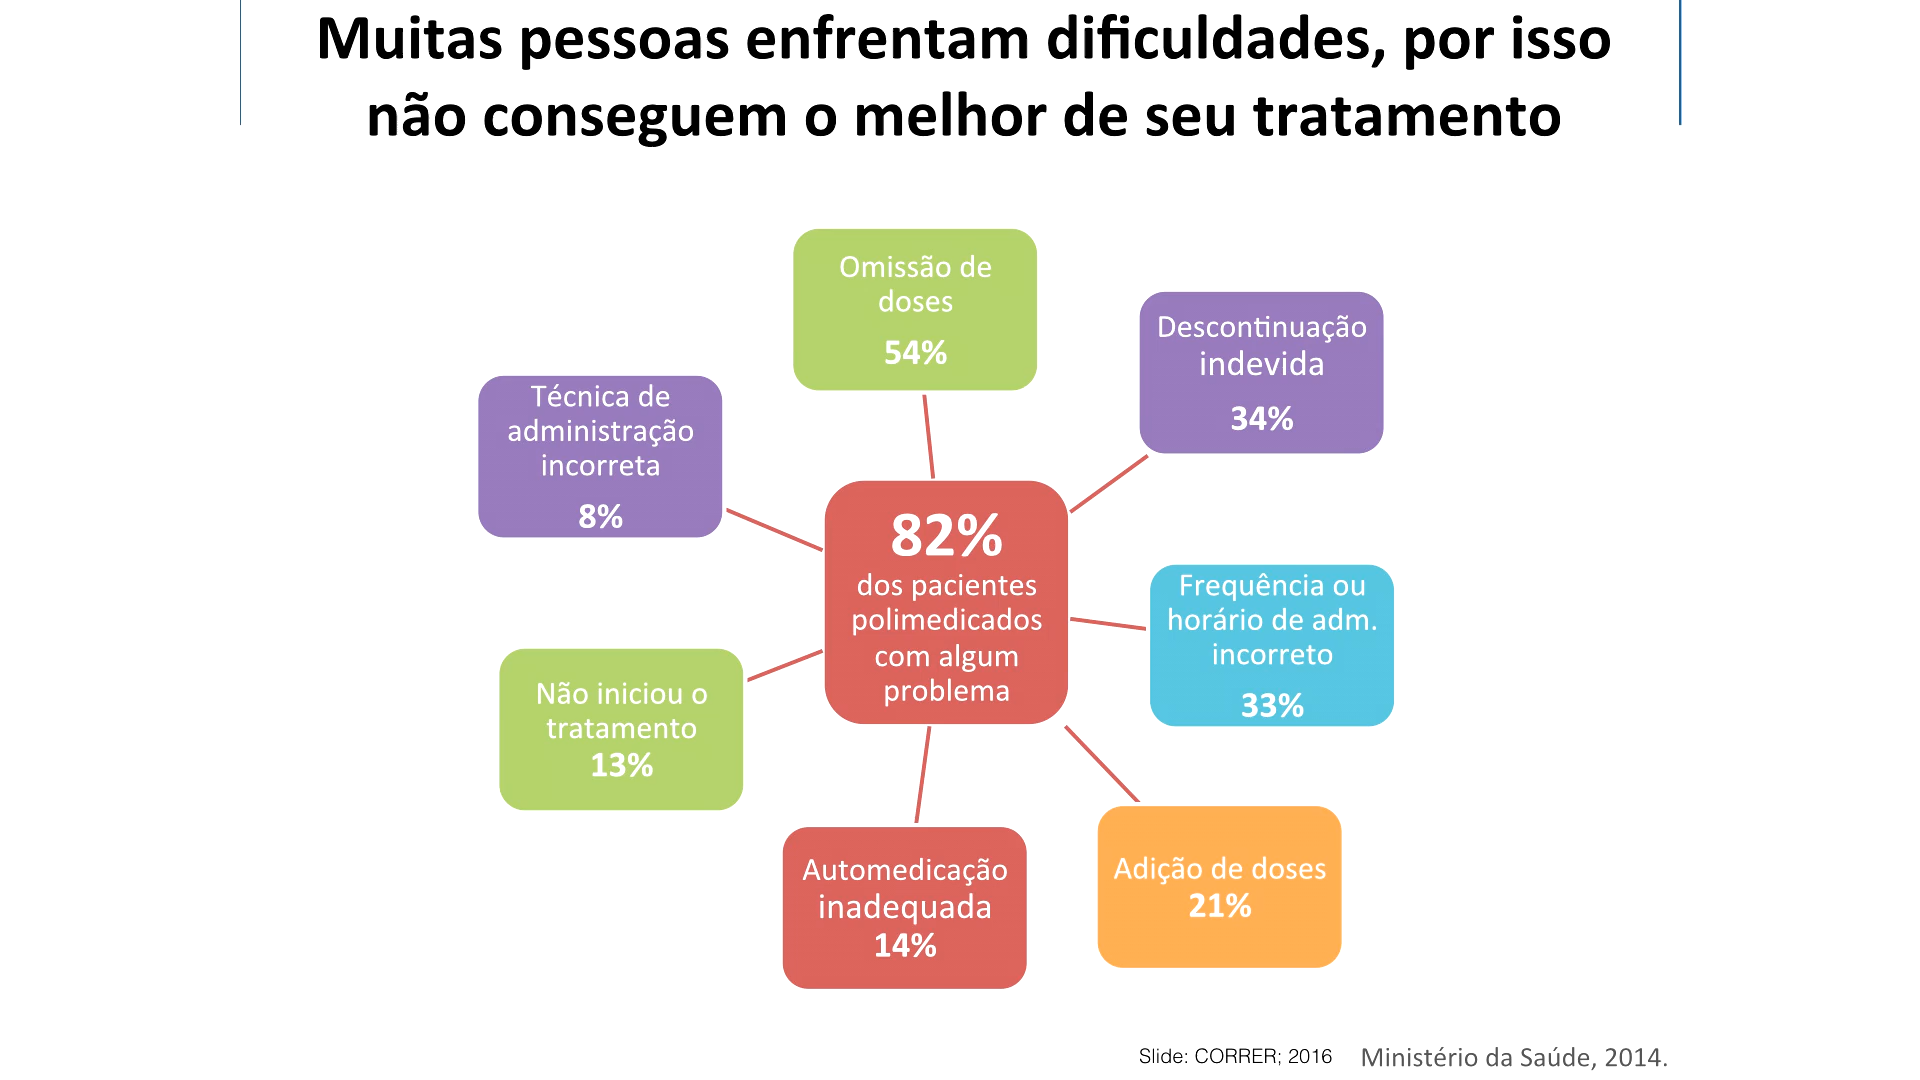 Muitas pessoas enfrentam dificuldades, por isso
não conseguem o melhor de seu tratamento
Omissão de
doses
54%
Descontinuação
indevida
34%
Técnica de
administração
incorreta
8%
82%
dos pacientes
polimedicados
com algum
problema
Frequência ou
horário de adm.
incorreto
33%
Não iniciou o
tratamento
13%
Automedicação
inadequada
14%
Adição de doses
21%
Slide: CORRER; 2016
Ministério da Saúde, 2014.